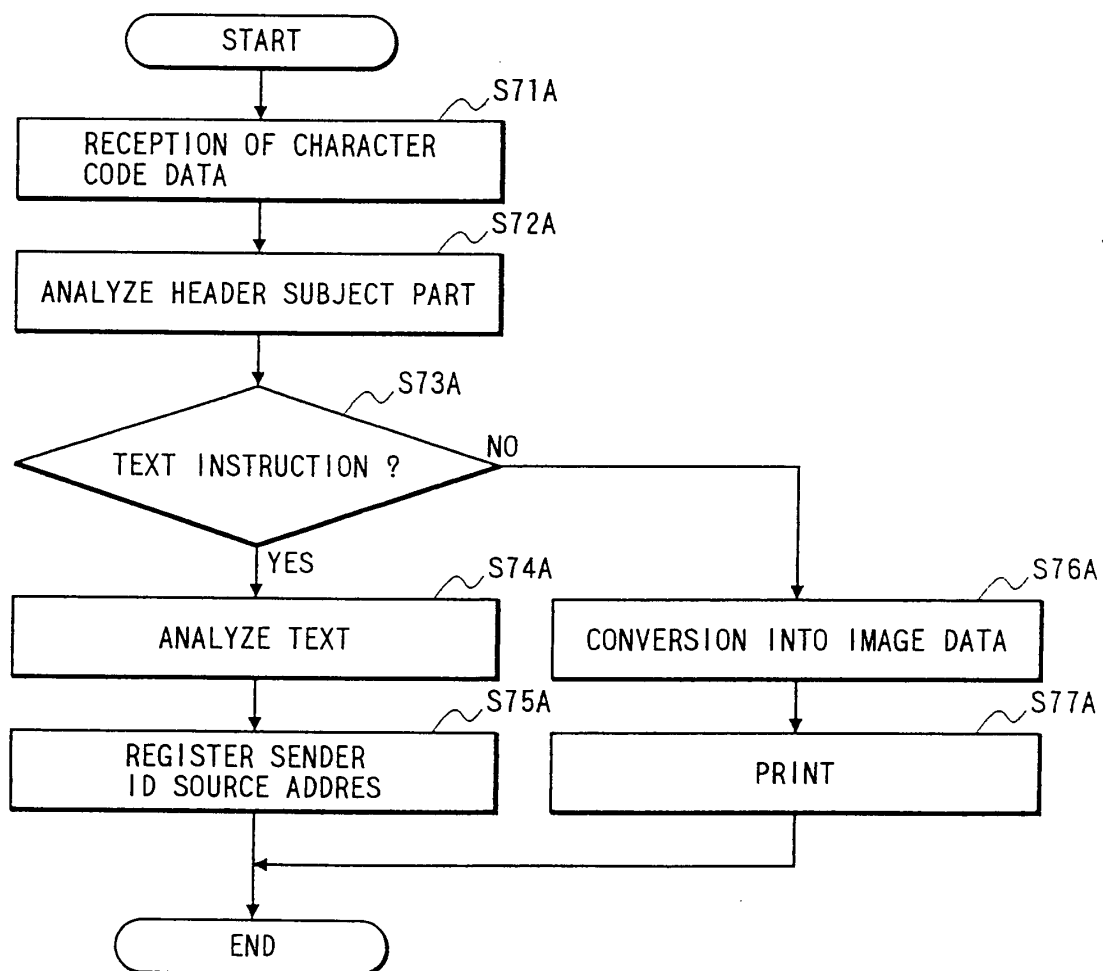 START
S71A
RECEPTION OF CHARACTER
CODE DATA
S72A
ANALYZE HEADER SUBJECT PART
S73A
TEXT INSTRUCTION ?
NO
YES
S74A
ANALYZE TEXT
S76A
CONVERSION INTO IMAGE DATA
S75A
REGISTER SENDER
ID SOURCE ADDRES
S77A
PRINT
END